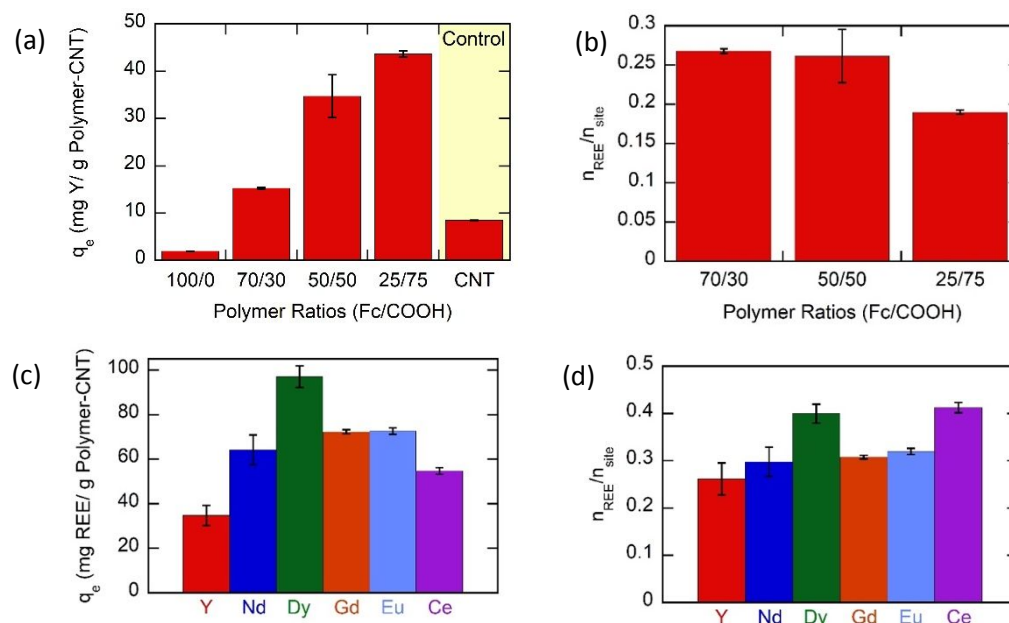 (a)
q_e (mg Y/ g Polymer-CNT)
50
40
30
20
10
0
Control
100/0 70/30 50/50 25/75 CNT
Polymer Ratios (Fc/COOH)
(b)
n_REE/n_site
0.25
0.2
0.15
0.1
0.05
0
70/30 50/50 25/75
Polymer Ratios (Fc/COOH)
(c)
q_e (mg REE/ g Polymer-CNT)
100
80
60
40
20
0
Y Nd Dy Gd Eu Ce
(d)
n_REE/n_site
0.5
0.4
0.3
0.2
0.1
0
Y Nd Dy Gd Eu Ce